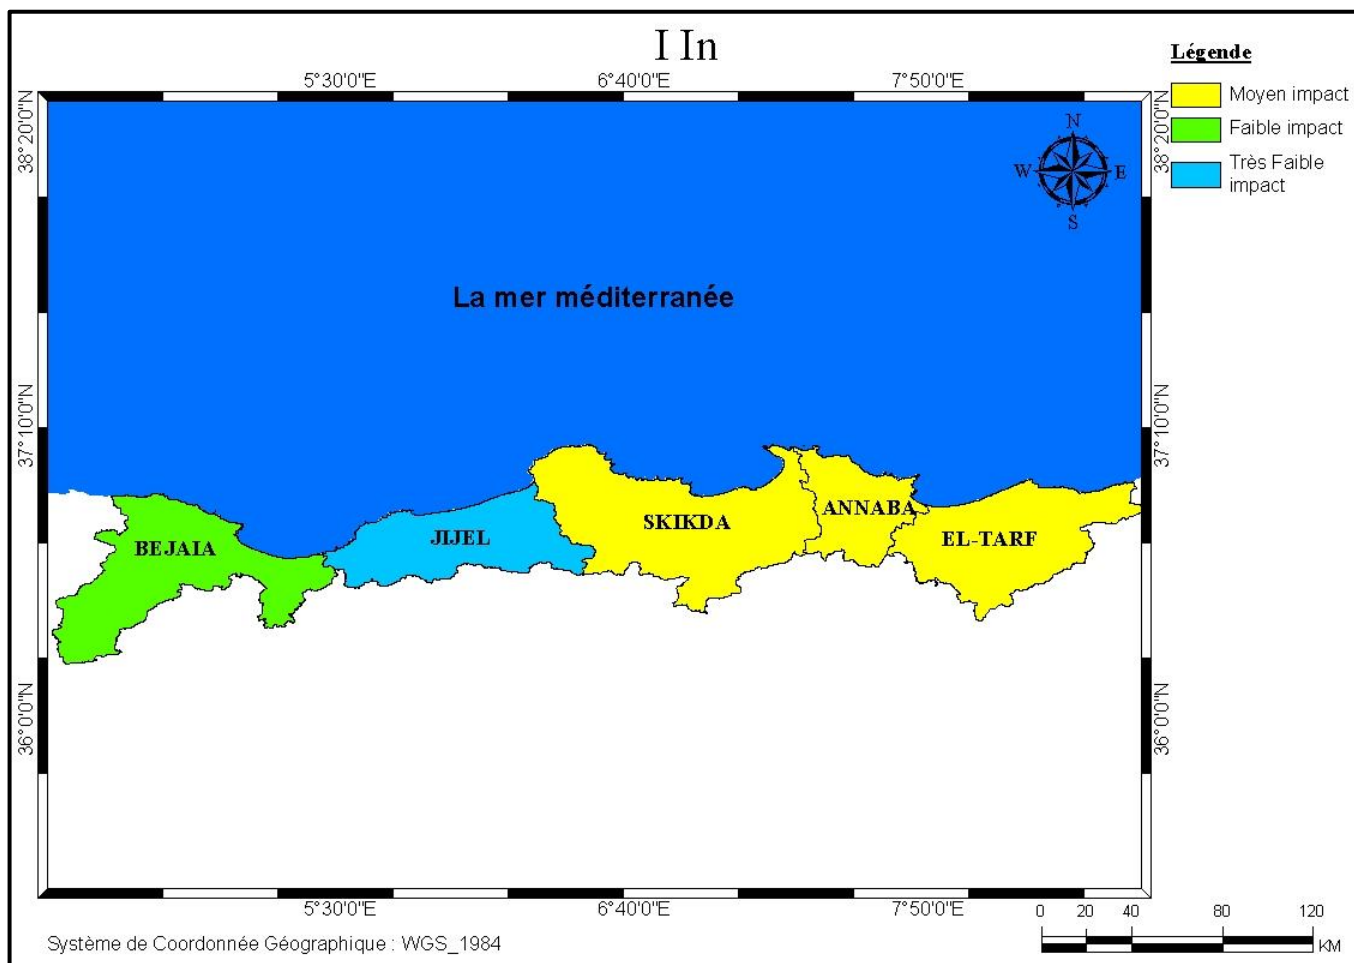 I In
Légende
Moyen impact
Faible impact
Très Faible
impact
5°30'0"E 6°40'0"E 7°50'0"E
38°20'0"N
38°20'0"N
N
W E
S
La mer méditerranée
37°10'0"N
37°10'0"N
BEJAIA
JIJEL
SKIKDA
ANNABA
EL-TARF
36°0'0"N
36°0'0"N
5°30'0"E 6°40'0"E 7°50'0"E
0 20 40 80 120
KM
Système de Coordonnée Géographique : WGS_1984